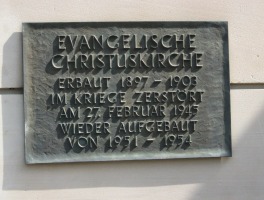 EVANGELISCHE
CHRISTUSKIRCHE
ERBAUT 1897 - 1903
IM KRIEGE ZERSTÖRT
AM 27. FEBRUAR 1945
WIEDER AUFGEBAUT
VON 1951 - 1954